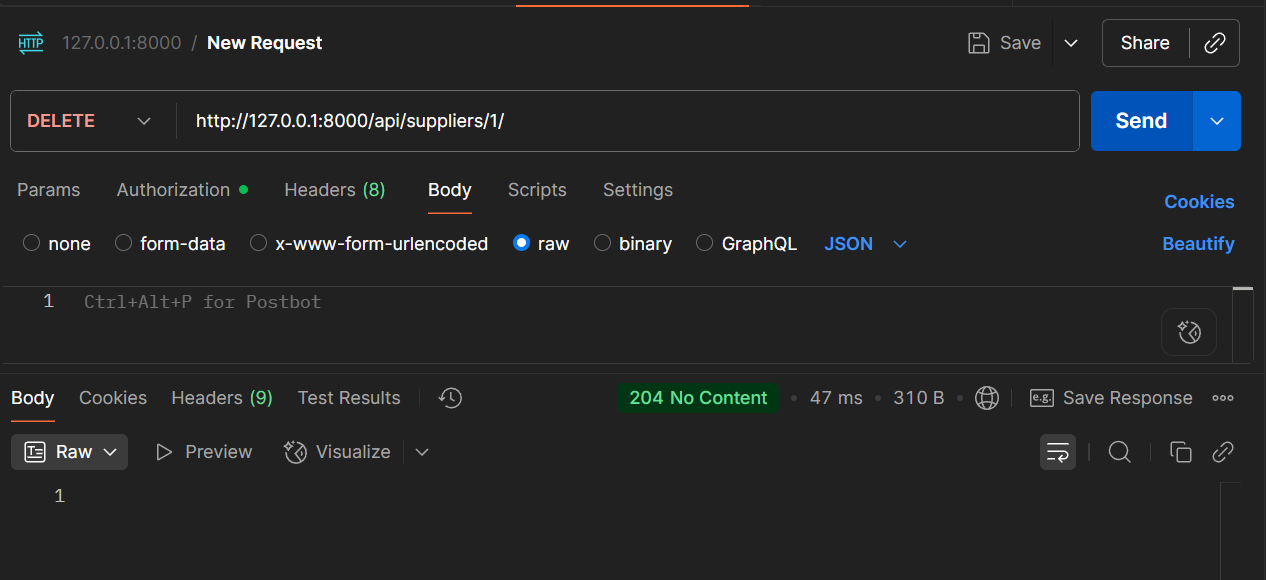 HTTP 127.0.0.1:8000 / New Request Save Share
DELETE http://127.0.0.1:8000/api/suppliers/1/ Send
Params Authorization Headers (8) Body Scripts Settings Cookies
none form-data x-www-form-urlencoded raw binary GraphQL JSON Beautify
1 Ctrl+Alt+P for Postbot
Body Cookies Headers (9) Test Results 204 No Content • 47 ms • 310 B • e.g. Save Response
Raw Preview Visualize
1